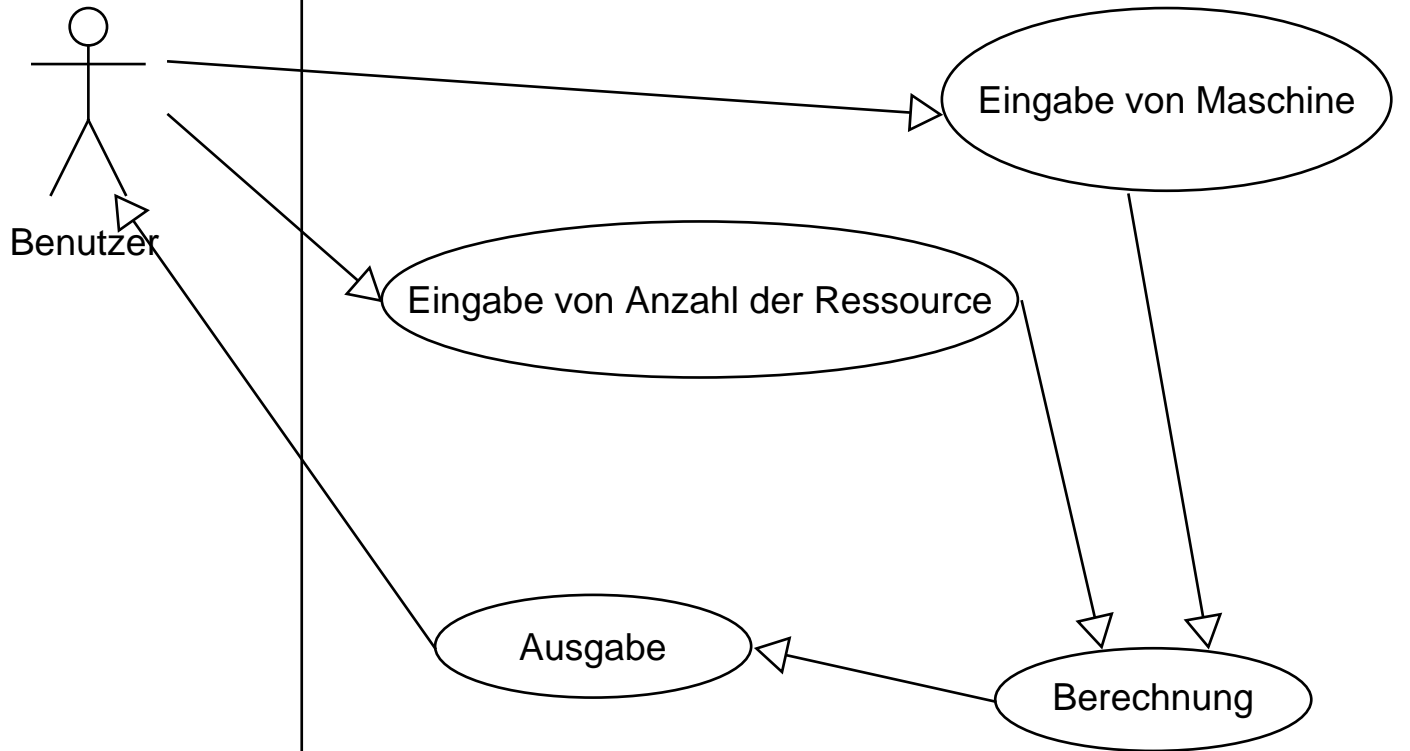 Eingabe von Maschine
Benutzer
Eingabe von Anzahl der Ressource
Ausgabe
Berechnung